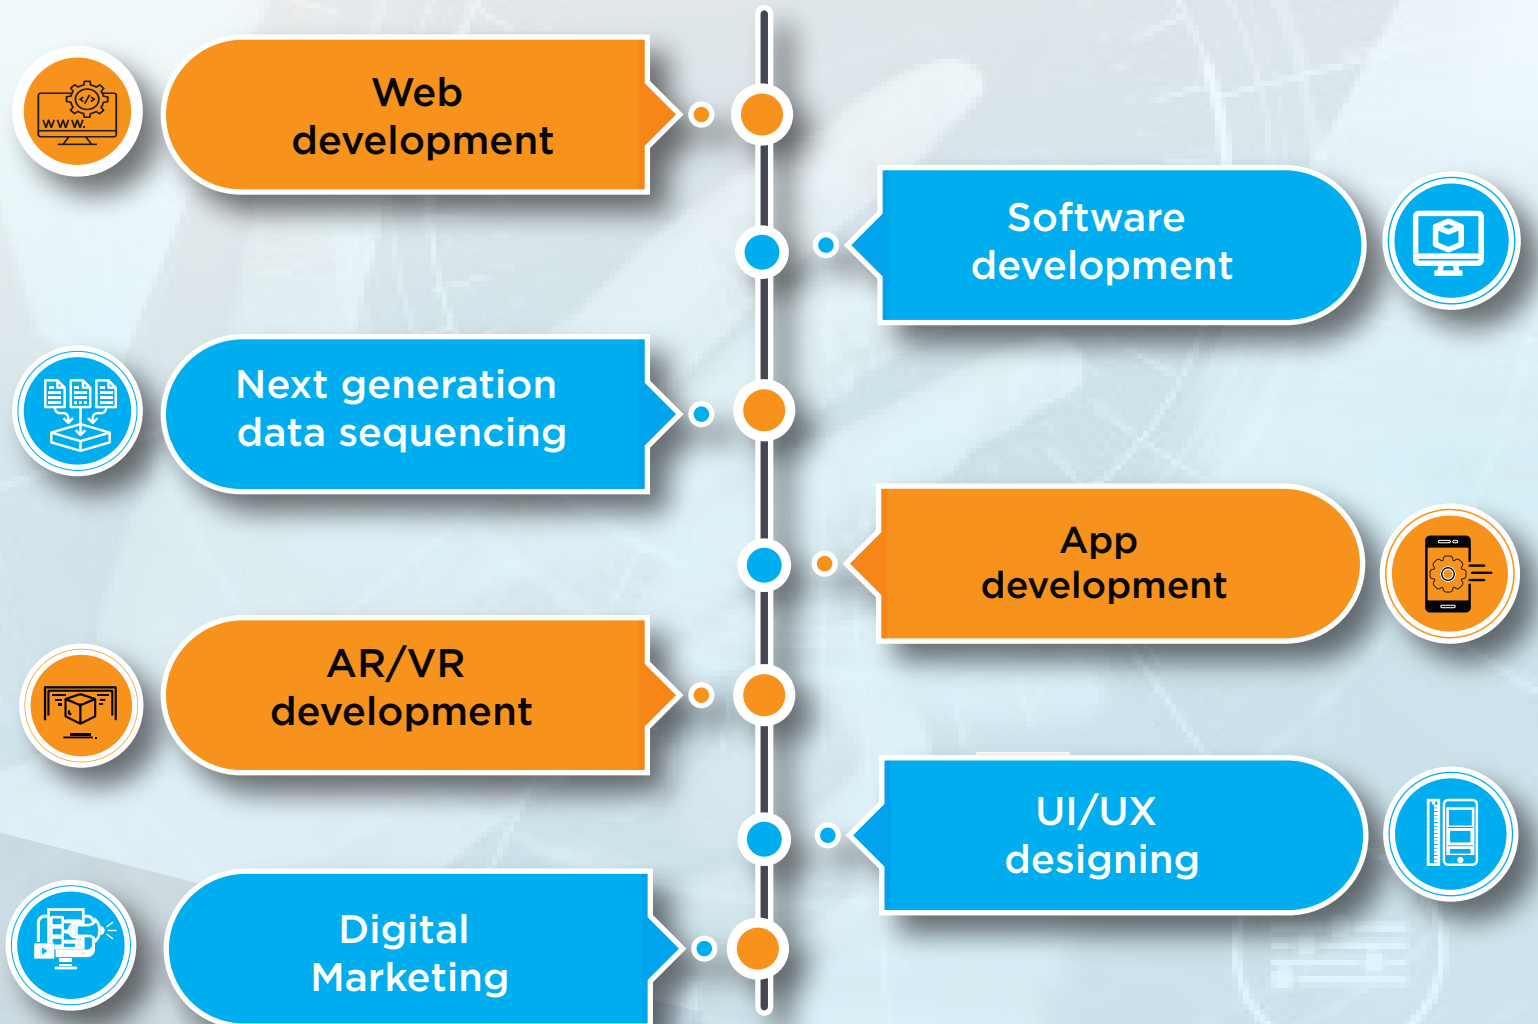 Web
development
www.
Software
development
Next generation
data sequencing
App
development
AR/VR
development
UI/UX
designing
Digital
Marketing